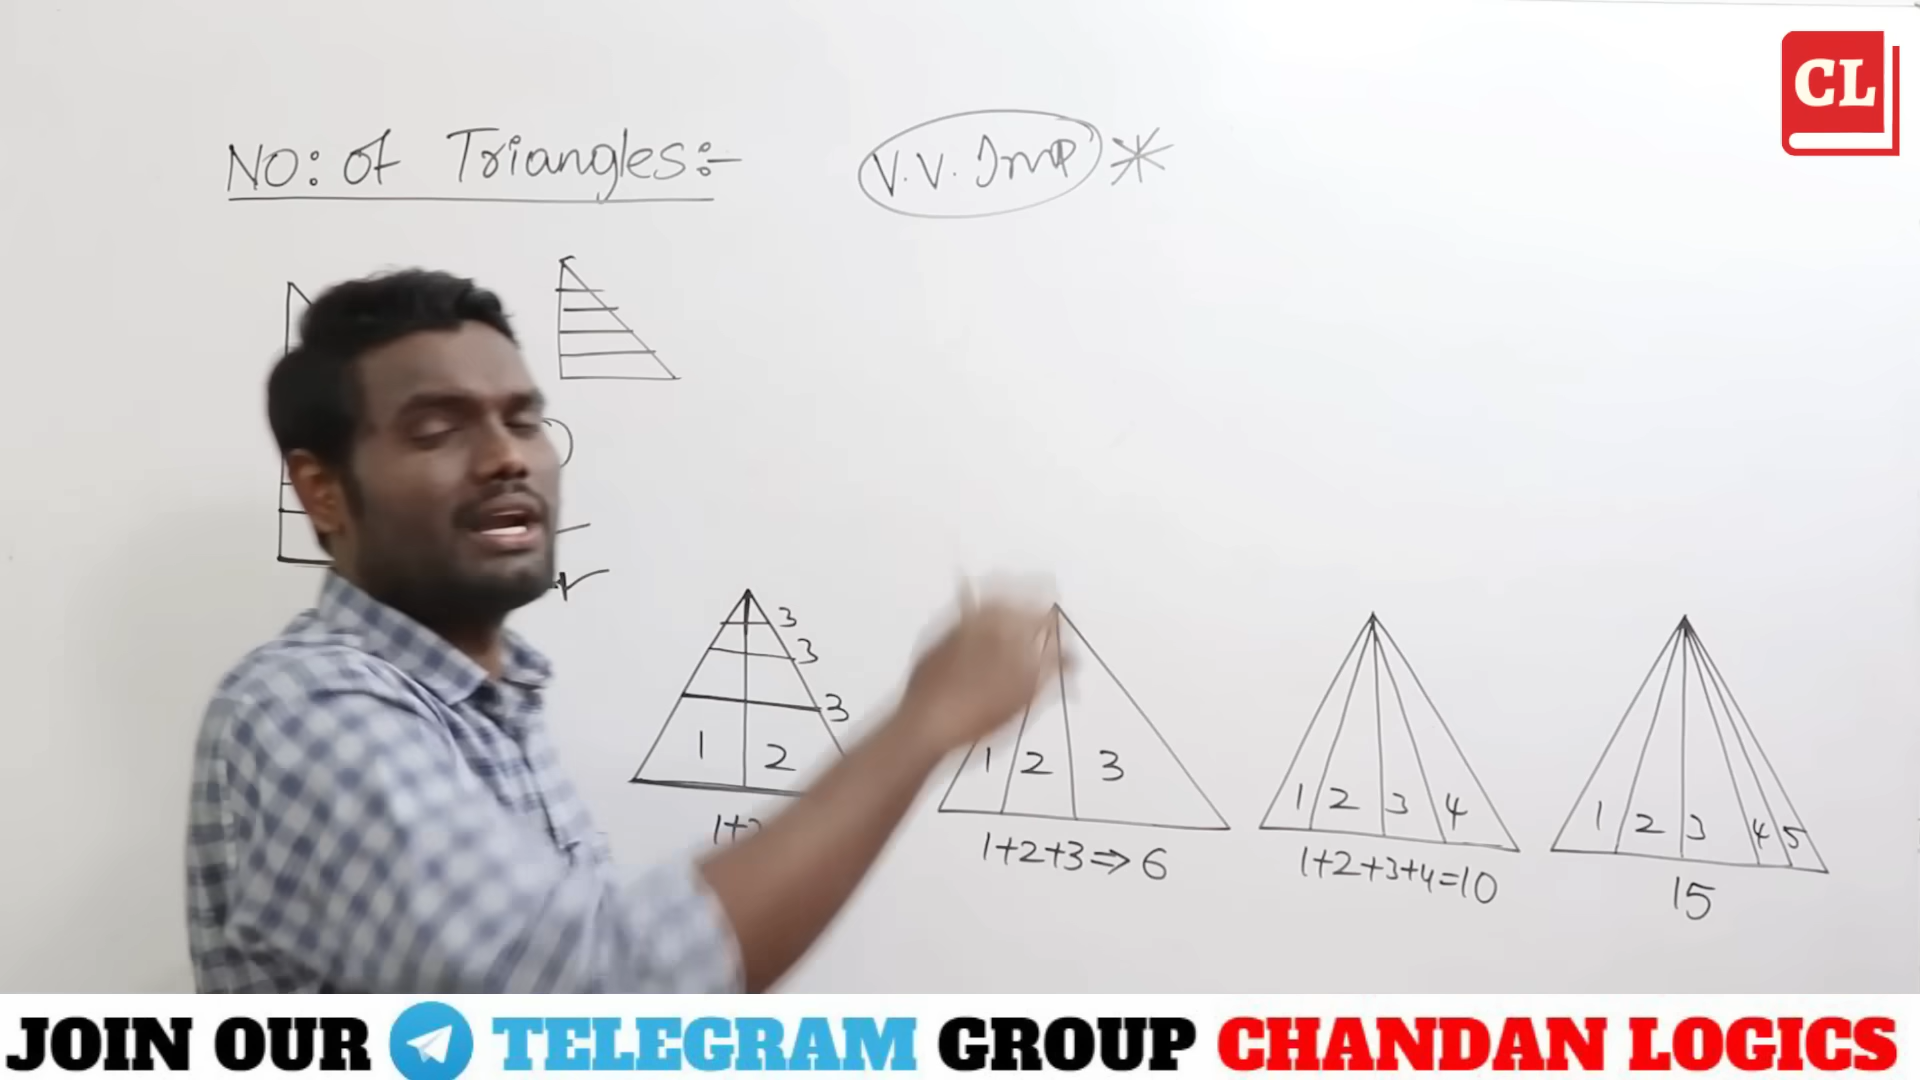 CL
NO: of Triangles:-
V.V. Imp *
3
3
3
1 2
1 2 3
1+2+3⇒6
1 2 3 4
1+2+3+4=10
1 2 3 4 5
15
JOIN OUR TELEGRAM GROUP CHANDAN LOGICS